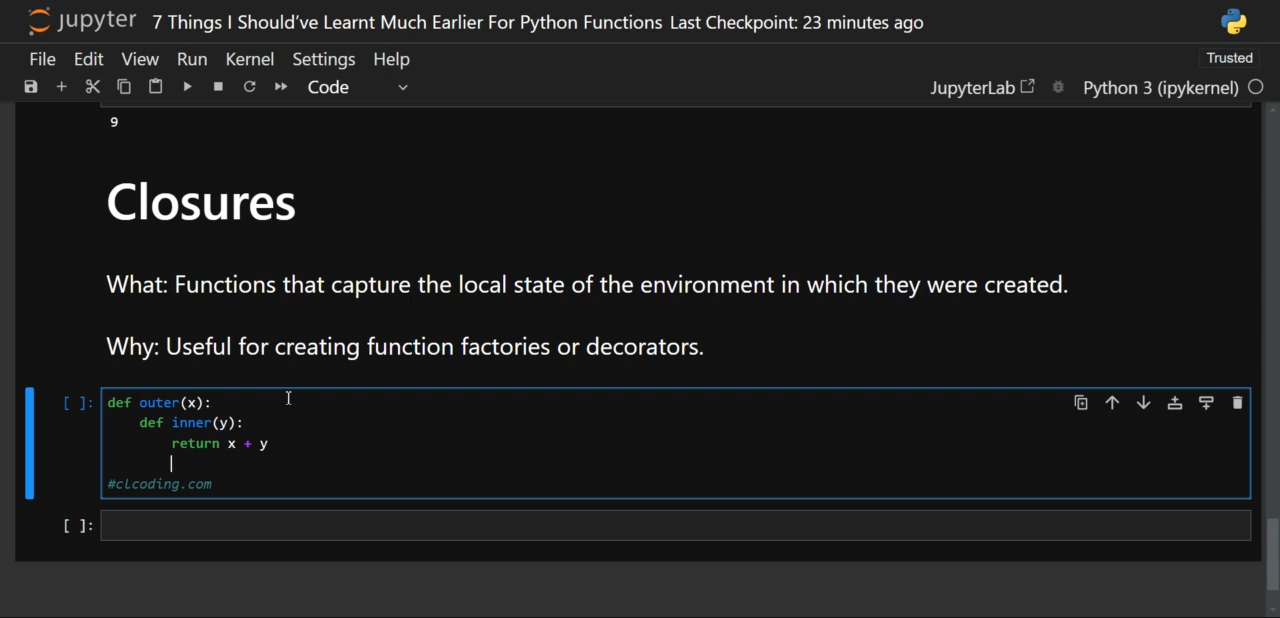 jupyter 7 Things I Should've Learnt Much Earlier For Python Functions Last Checkpoint: 23 minutes ago
File Edit View Run Kernel Settings Help Trusted
Code JupyterLab Python 3 (ipykernel)
9
Closures
What: Functions that capture the local state of the environment in which they were created.
Why: Useful for creating function factories or decorators.
[ ]: def outer(x):
def inner(y):
return x + y
#clcoding.com
[ ]: